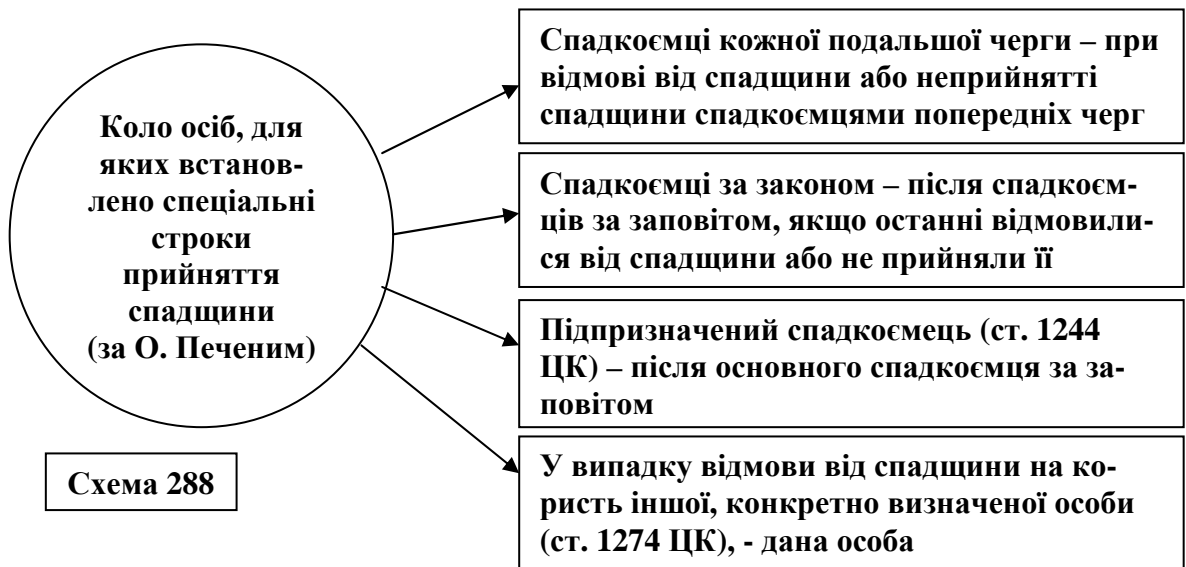 Коло осіб, для
яких встанов-
лено спеціальні
строки
прийняття
спадщини
(за О. Печеним)
Спадкоємці кожної подальшої черги – при
відмові від спадщини або неприйнятті
спадщини спадкоємцями попередніх черг
Спадкоємці за законом – після спадкоєм-
ців за заповітом, якщо останні відмовили-
ся від спадщини або не прийняли її
Підпризначений спадкоємець (ст. 1244
ЦК) – після основного спадкоємця за за-
повітом
У випадку відмови від спадщини на ко-
ристь іншої, конкретно визначеної особи
(ст. 1274 ЦК), - дана особа
Схема 288